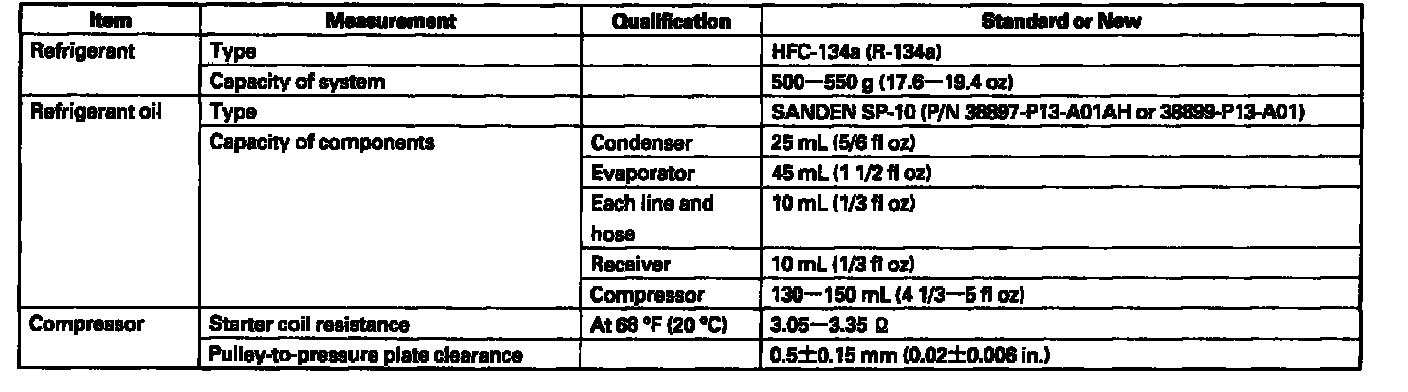 Item Measurement Qualification Standard or New
Refrigerant Type HFC-134a (R-134a)
Capacity of system 500—550 g (17.6—19.4 oz)
Refrigerant oil Type SANDEN SP-10 (P/N 38897-P13-A01AH or 38899-P13-A01)
Capacity of components Condenser 25 mL (5/6 fl oz)
Evaporator 45 mL (1 1/2 fl oz)
Each line and 10 mL (1/3 fl oz)
hose
Receiver 10 mL (1/3 fl oz)
Compressor 130—150 mL (4 1/3—5 fl oz)
Compressor Starter coil resistance At 68 °F (20 °C) 3.05—3.35 Ω
Pulley-to-pressure plate clearance 0.5±0.15 mm (0.02±0.006 in.)